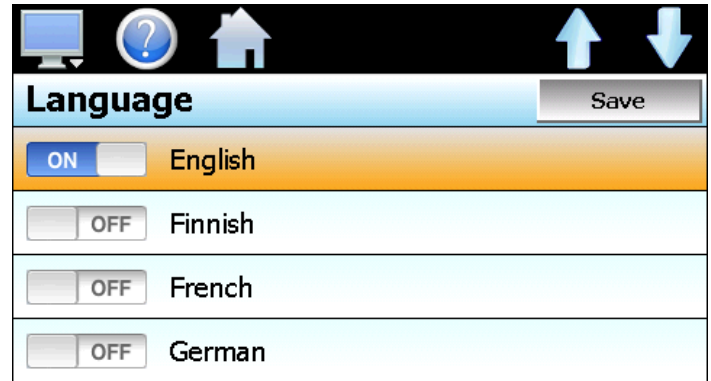 ?
Language
Save
ON English
OFF Finnish
OFF French
OFF German